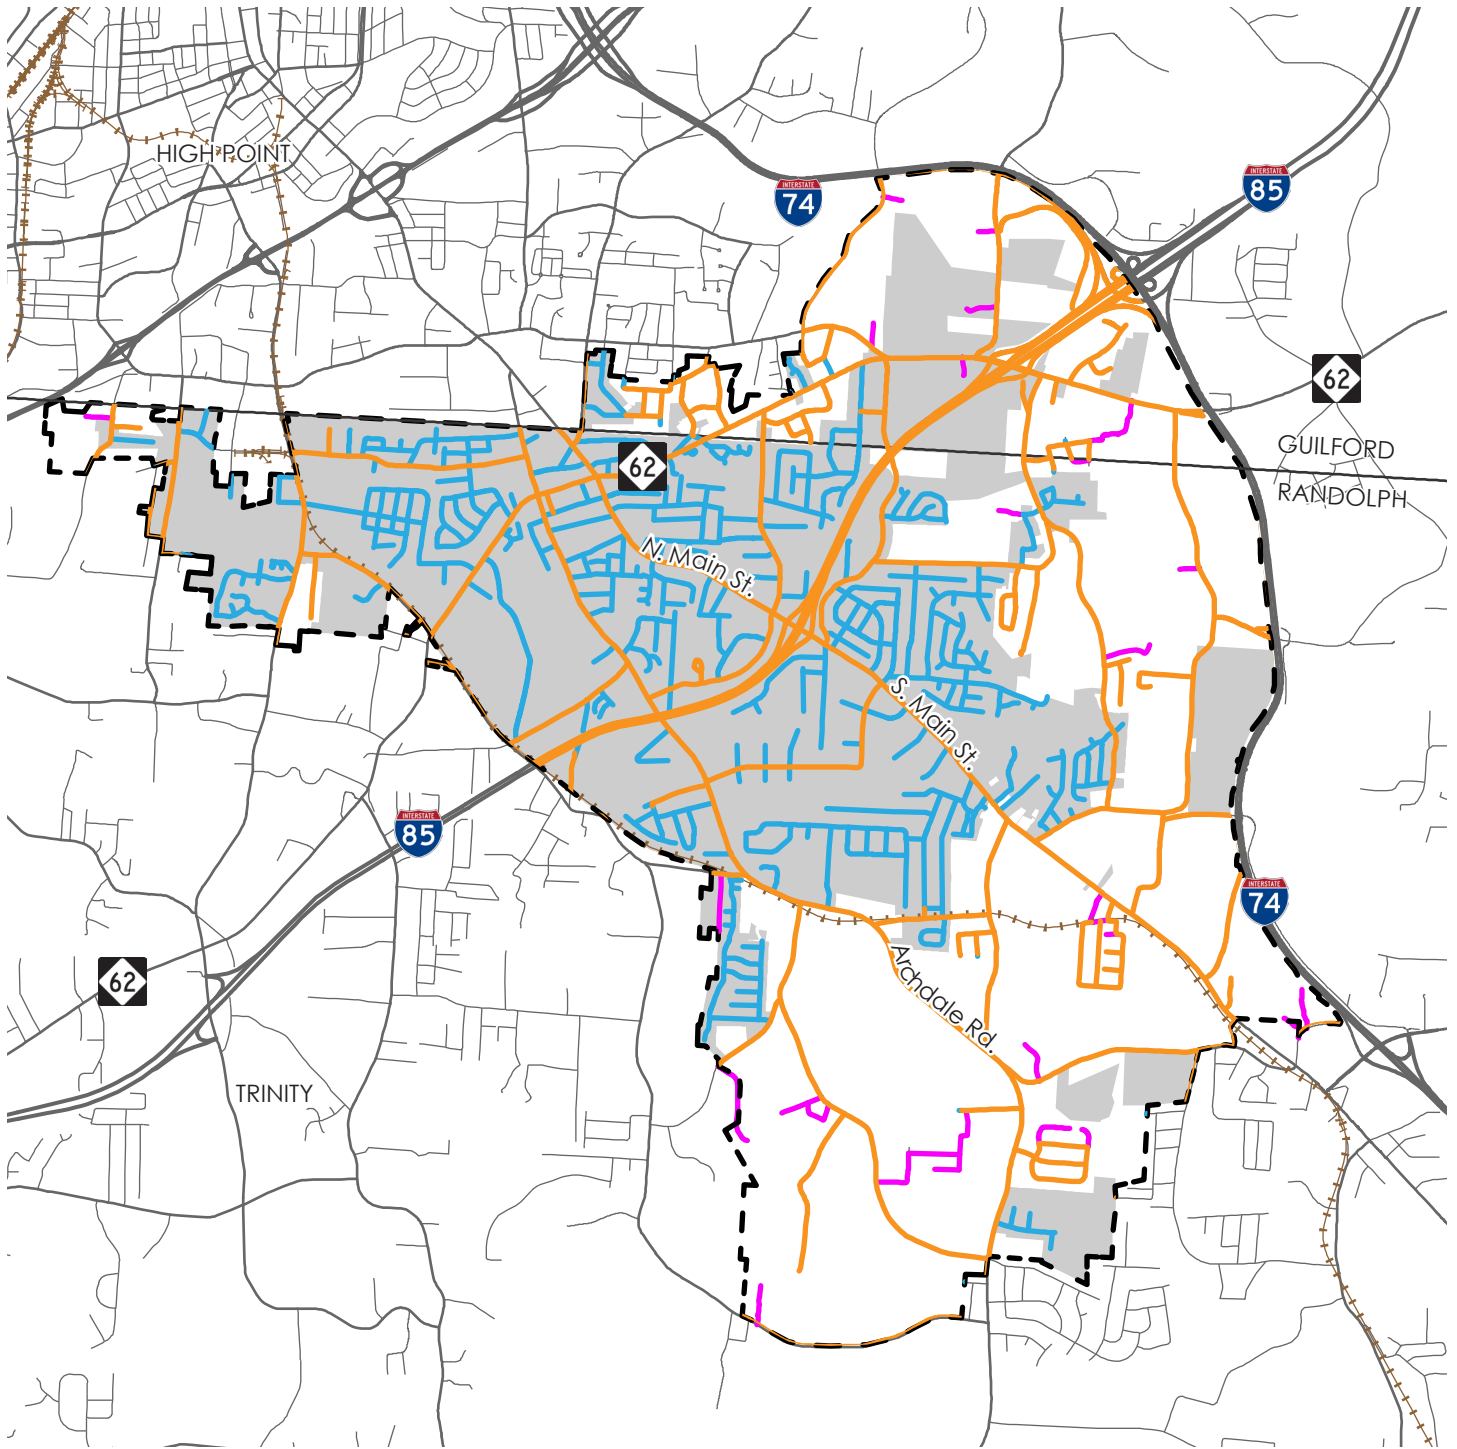 HIGH POINT
INTERSTATE
74
INTERSTATE
85
62
GUILFORD
RANDOLPH
62
N. Main St.
S. Main St.
INTERSTATE
85
INTERSTATE
74
62
Archdale Rd.
TRINITY